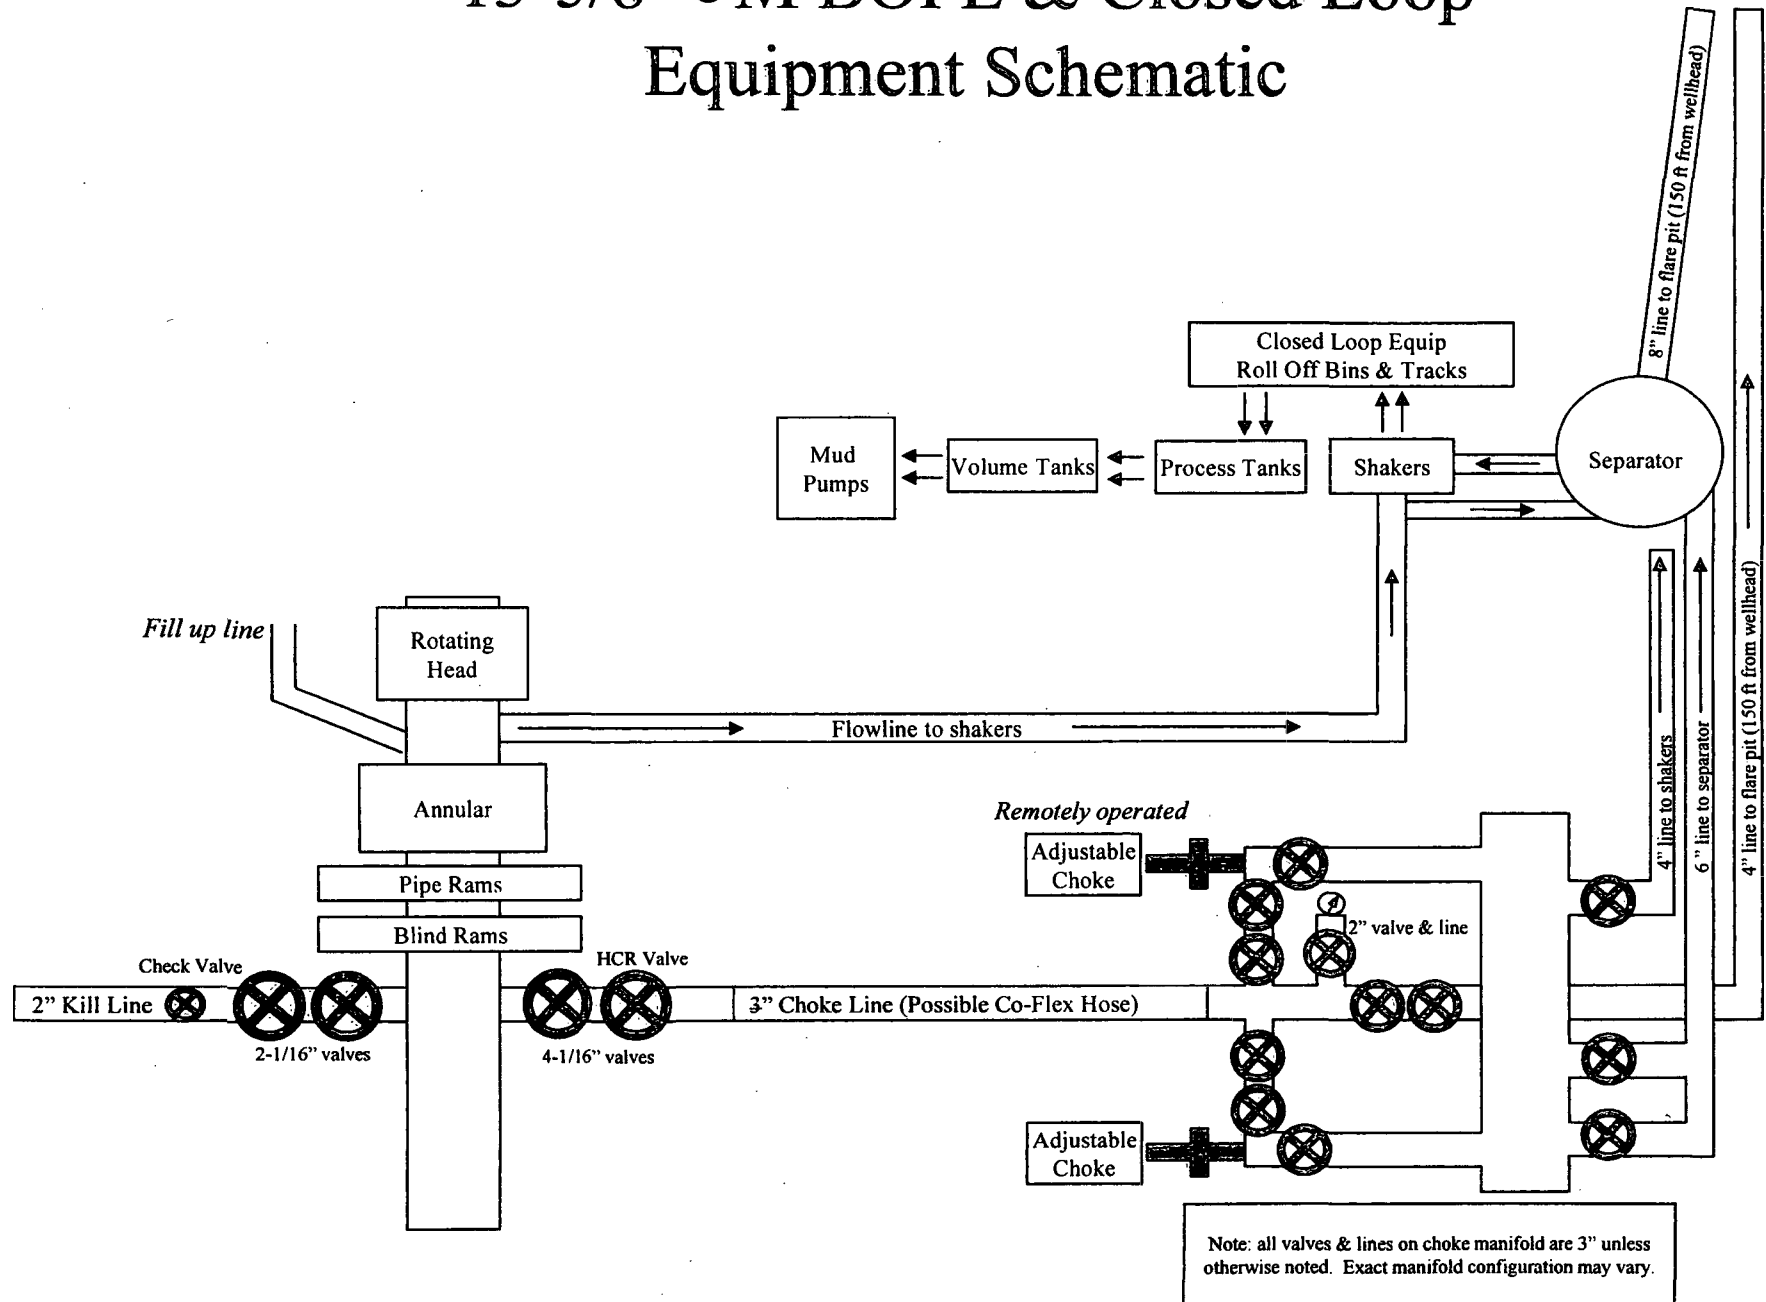 BOPE & Closed Loop
Equipment Schematic
8” line to flare pit (150 ft from wellhead)
Closed Loop Equip
Roll Off Bins & Tracks
Mud
Pumps
Volume Tanks
Process Tanks
Shakers
Separator
Fill up line
Rotating
Head
Flowline to shakers
Annular
Pipe Rams
Blind Rams
Check Valve
HCR Valve
2” Kill Line
3” Choke Line (Possible Co-Flex Hose)
2-1/16” valves
4-1/16” valves
Remotely operated
Adjustable
Choke
2” valve & line
Adjustable
Choke
4” line to shakers
6” line to separator
4” line to flare pit (150 ft from wellhead)
Note: all valves & lines on choke manifold are 3” unless
otherwise noted. Exact manifold configuration may vary.